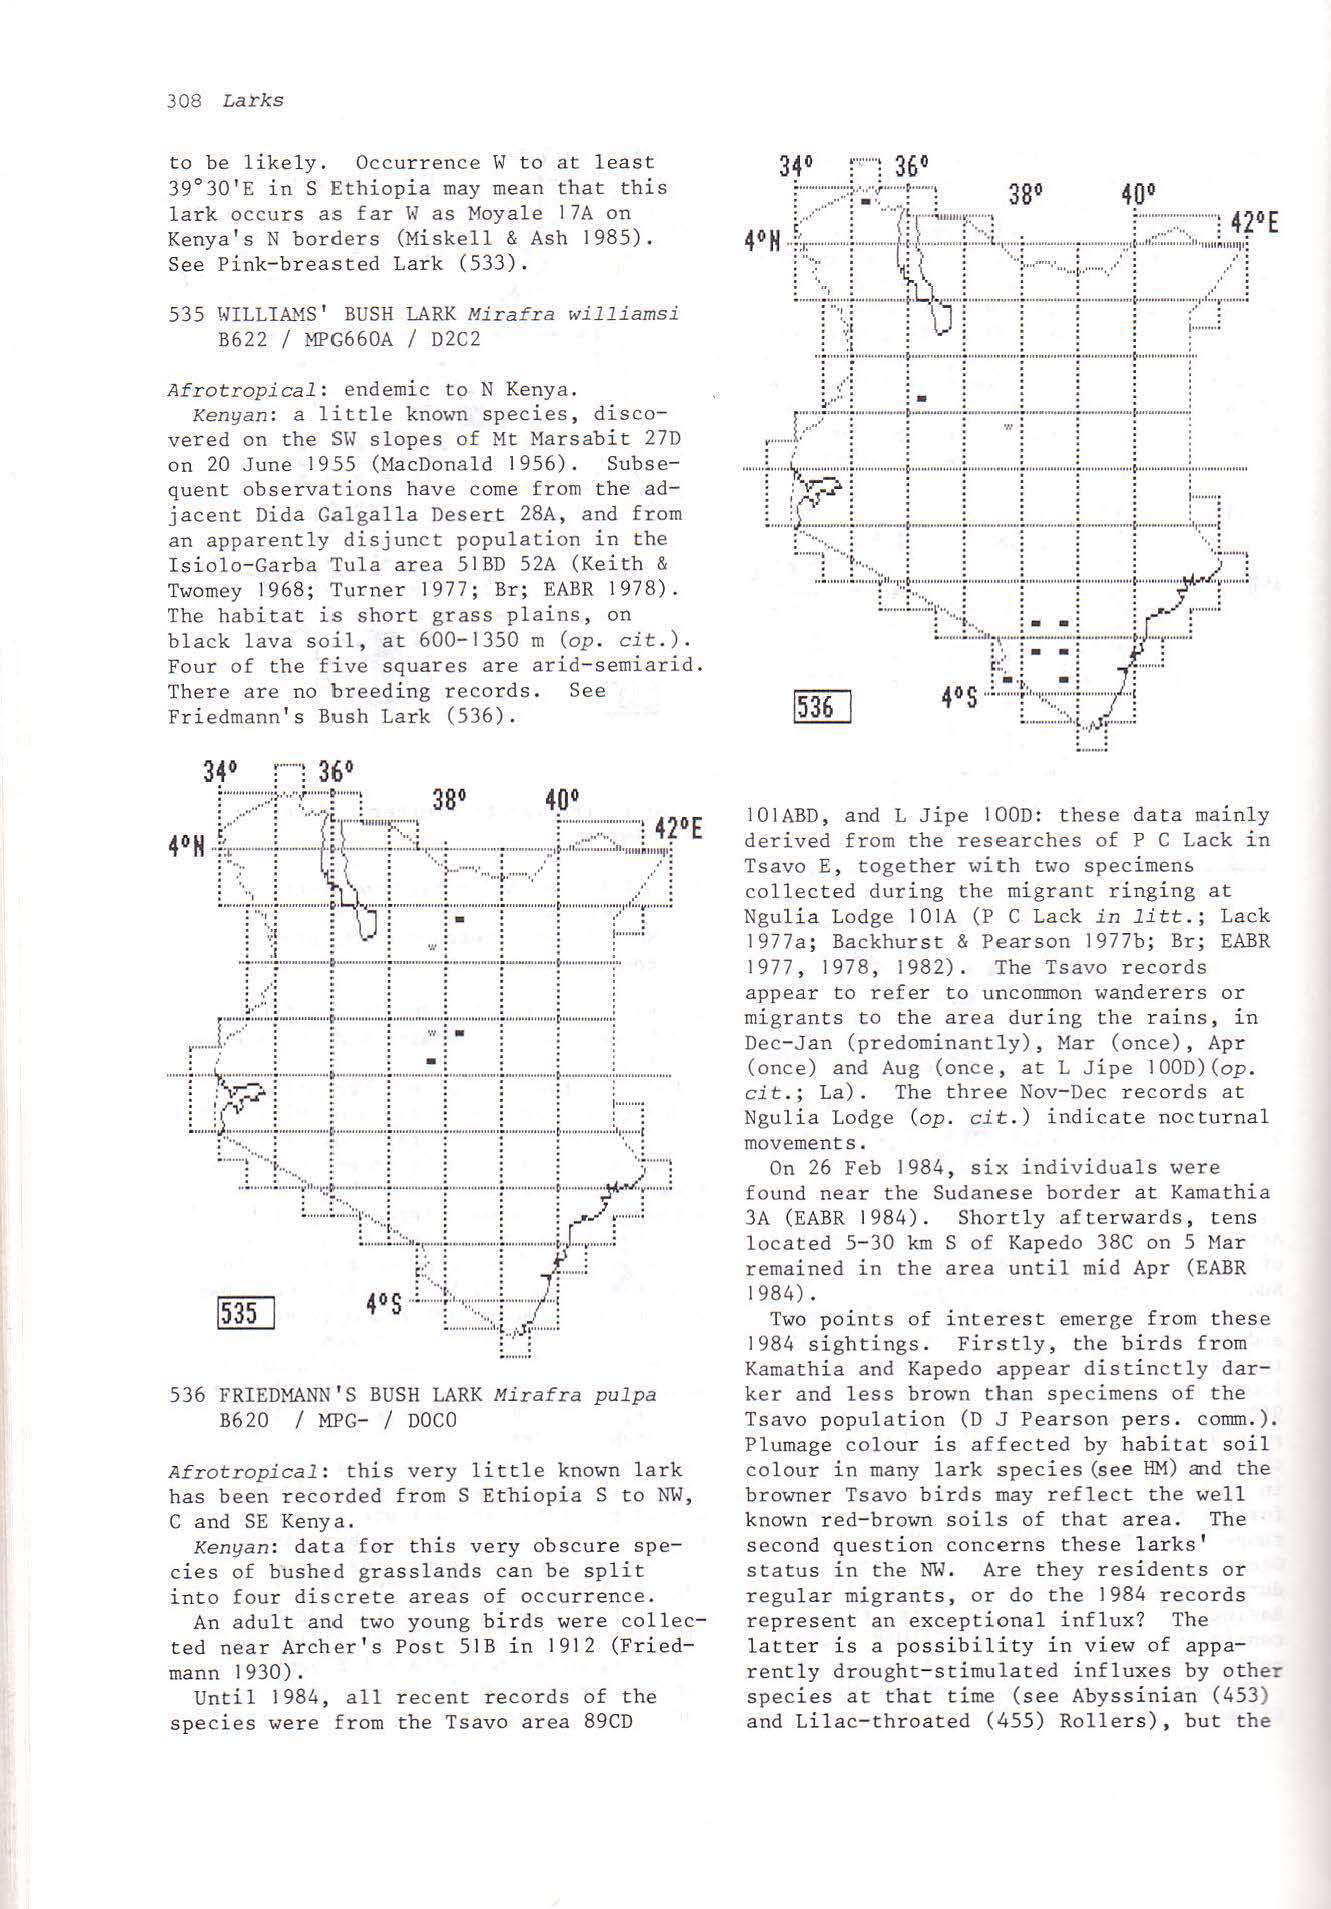 308 Larks
to be likely. Occurrence W to at least
39°30'E in S Ethiopia may mean that this
lark occurs as far W as Moyale 17A on
Kenya's N borders (Miskell & Ash 1985).
See Pink-breasted Lark (533).
535 WILLIAMS' BUSH LARK Mirafra williamsi
B622 / MPG660A / D2C2
Afrotropical: endemic to N Kenya.
Kenyan: a little known species, disco-
vered on the SW slopes of Mt Marsabit 27D
on 20 June 1955 (MacDonald 1956). Subse-
quent observations have come from the ad-
jacent Dida Galgalla Desert 28A, and from
an apparently disjunct population in the
Isiolo-Garba Tula area 51BD 52A (Keith &
Twomey 1968; Turner 1977; Br; EABR 1978).
The habitat is short grass plains, on
black lava soil, at 600-1350 m (op. cit.).
Four of the five squares are arid-semiarid.
There are no breeding records. See
Friedmann's Bush Lark (536).
34° 36°
38° 40°
42°E
4°N
4°S
535
536 FRIEDMANN'S BUSH LARK Mirafra pulpa
B620 / MPG- / D0C0
Afrotropical: this very little known lark
has been recorded from S Ethiopia S to NW,
C and SE Kenya.
Kenyan: data for this very obscure spe-
cies of bushed grasslands can be split
into four discrete areas of occurrence.
An adult and two young birds were collec-
ted near Archer's Post 51B in 1912 (Fried-
mann 1930).
Until 1984, all recent records of the
species were from the Tsavo area 89CD
34° 36°
38° 40°
42°E
4°N
4°S
536
101ABD, and L Jipe 100D: these data mainly
derived from the researches of P C Lack in
Tsavo E, together with two specimens
collected during the migrant ringing at
Ngulia Lodge 101A (P C Lack in litt.; Lack
1977a; Backhurst & Pearson 1977b; Br; EABR
1977, 1978, 1982). The Tsavo records
appear to refer to uncommon wanderers or
migrants to the area during the rains, in
Dec-Jan (predominantly), Mar (once), Apr
(once) and Aug (once, at L Jipe 100D)(op.
cit.; La). The three Nov-Dec records at
Ngulia Lodge (op. cit.) indicate nocturnal
movements.
On 26 Feb 1984, six individuals were
found near the Sudanese border at Kamathia
3A (EABR 1984). Shortly afterwards, tens
located 5-30 km S of Kapedo 38C on 5 Mar
remained in the area until mid Apr (EABR
1984).
Two points of interest emerge from these
1984 sightings. Firstly, the birds from
Kamathia and Kapedo appear distinctly dar-
ker and less brown than specimens of the
Tsavo population (D J Pearson pers. comm.).
Plumage colour is affected by habitat soil
colour in many lark species (see HM) and the
browner Tsavo birds may reflect the well
known red-brown soils of that area. The
second question concerns these larks'
status in the NW. Are they residents or
regular migrants, or do the 1984 records
represent an exceptional influx? The
latter is a possibility in view of appa-
rently drought-stimulated influxes by other
species at that time (see Abyssinian (453)
and Lilac-throated (455) Rollers), but the